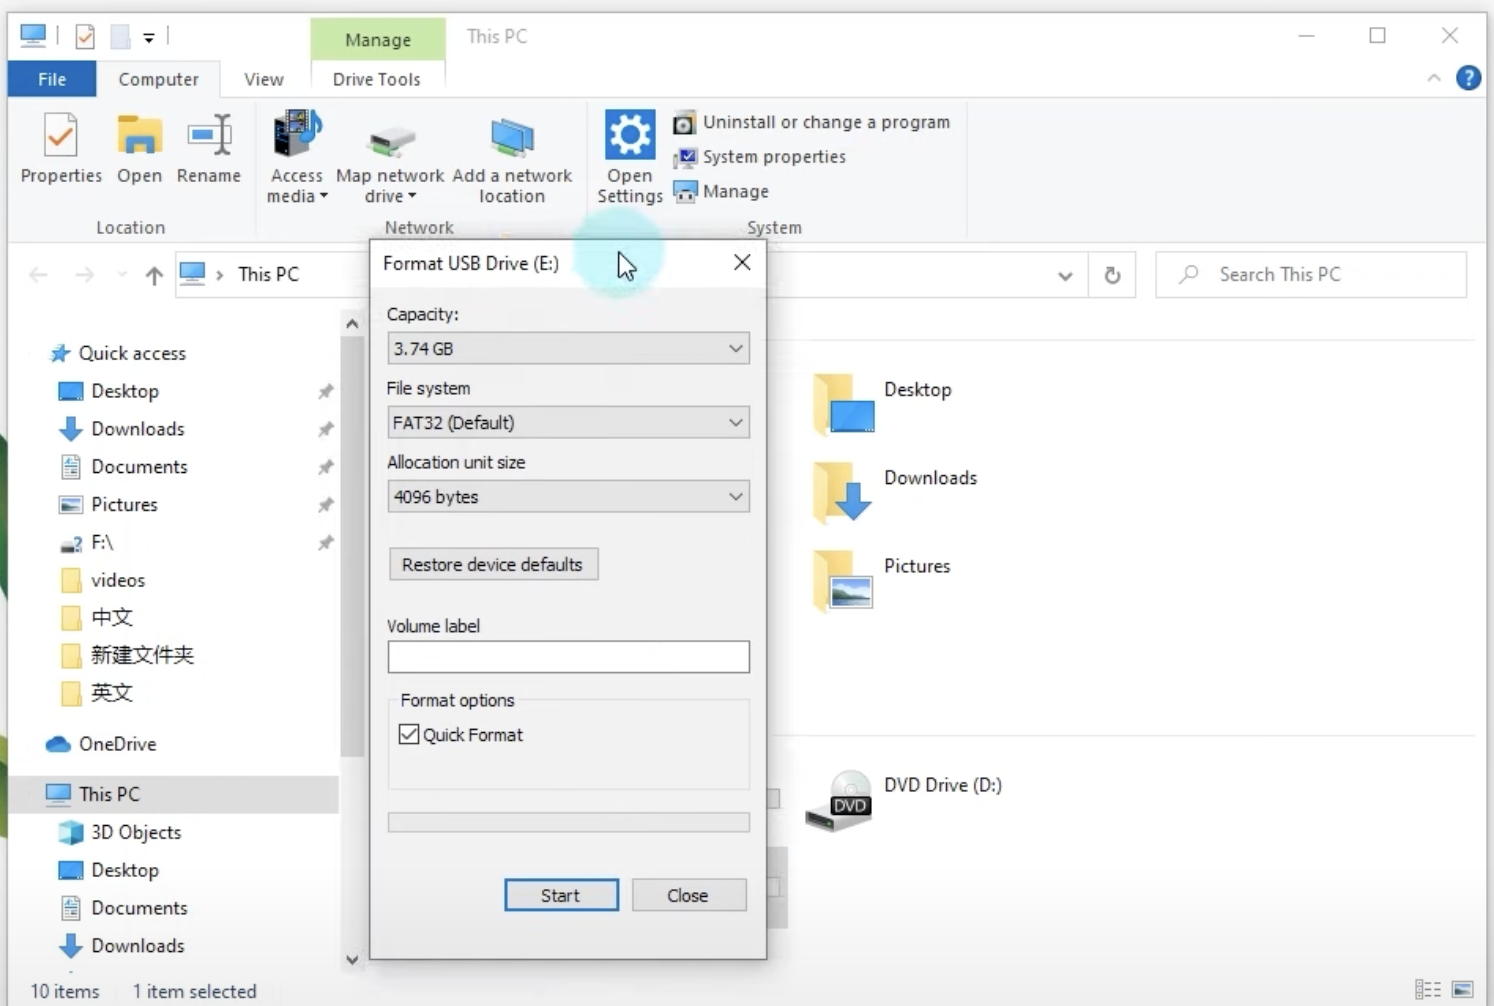 Manage
This PC
File
Computer
View
Drive Tools
Properties
Open
Rename
Access media
Map network drive
Add a network location
Open Settings
Uninstall or change a program
System properties
Manage
Location
Network
System
This PC
Search This PC
Quick access
Desktop
Downloads
Documents
Pictures
F:\
videos
中文
新建文件夹
英文
OneDrive
This PC
3D Objects
Desktop
Documents
Downloads
Format USB Drive (E:)
Capacity:
3.74 GB
File system
FAT32 (Default)
Allocation unit size
4096 bytes
Restore device defaults
Volume label
Format options
Quick Format
Start
Close
Desktop
Downloads
Pictures
DVD
DVD Drive (D:)
10 items
1 item selected